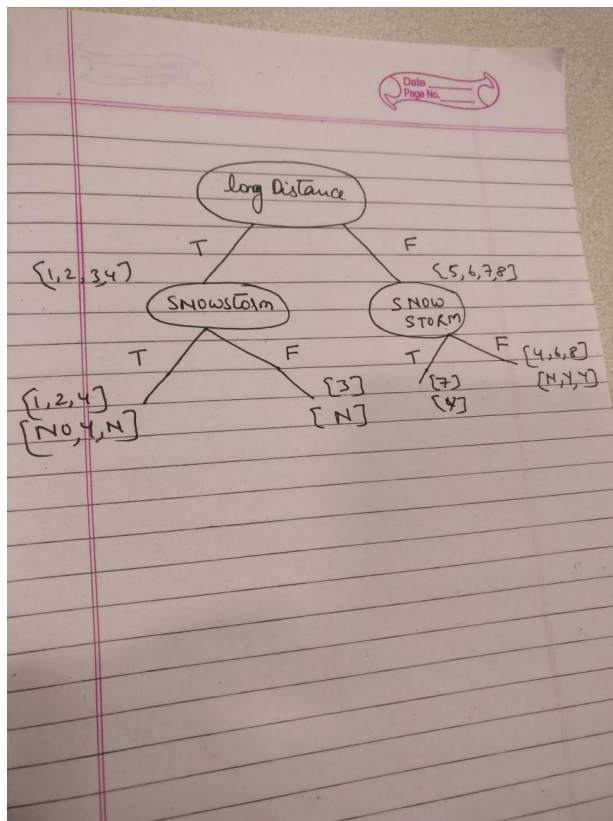 Date
Page No.
long Distance
T
F
{1,2,3,4}
[5,6,7,8]
SNOWSTORM
SNOW
STORM
T
F
T
F
[1,2,4]
[NO,Y,N]
[3]
[N]
[7]
[Y]
[4,6,8]
[N,Y,Y]